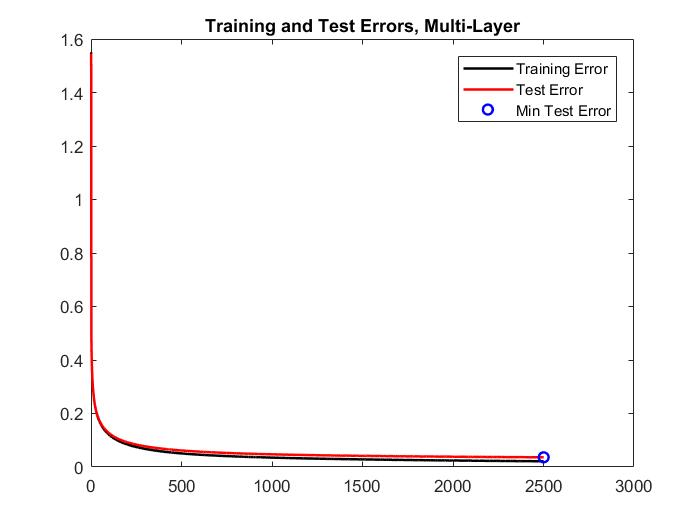 Training and Test Errors, Multi-Layer
1.6
1.4
1.2
1
0.8
0.6
0.4
0.2
0
Training Error
Test Error
Min Test Error
0 500 1000 1500 2000 2500 3000